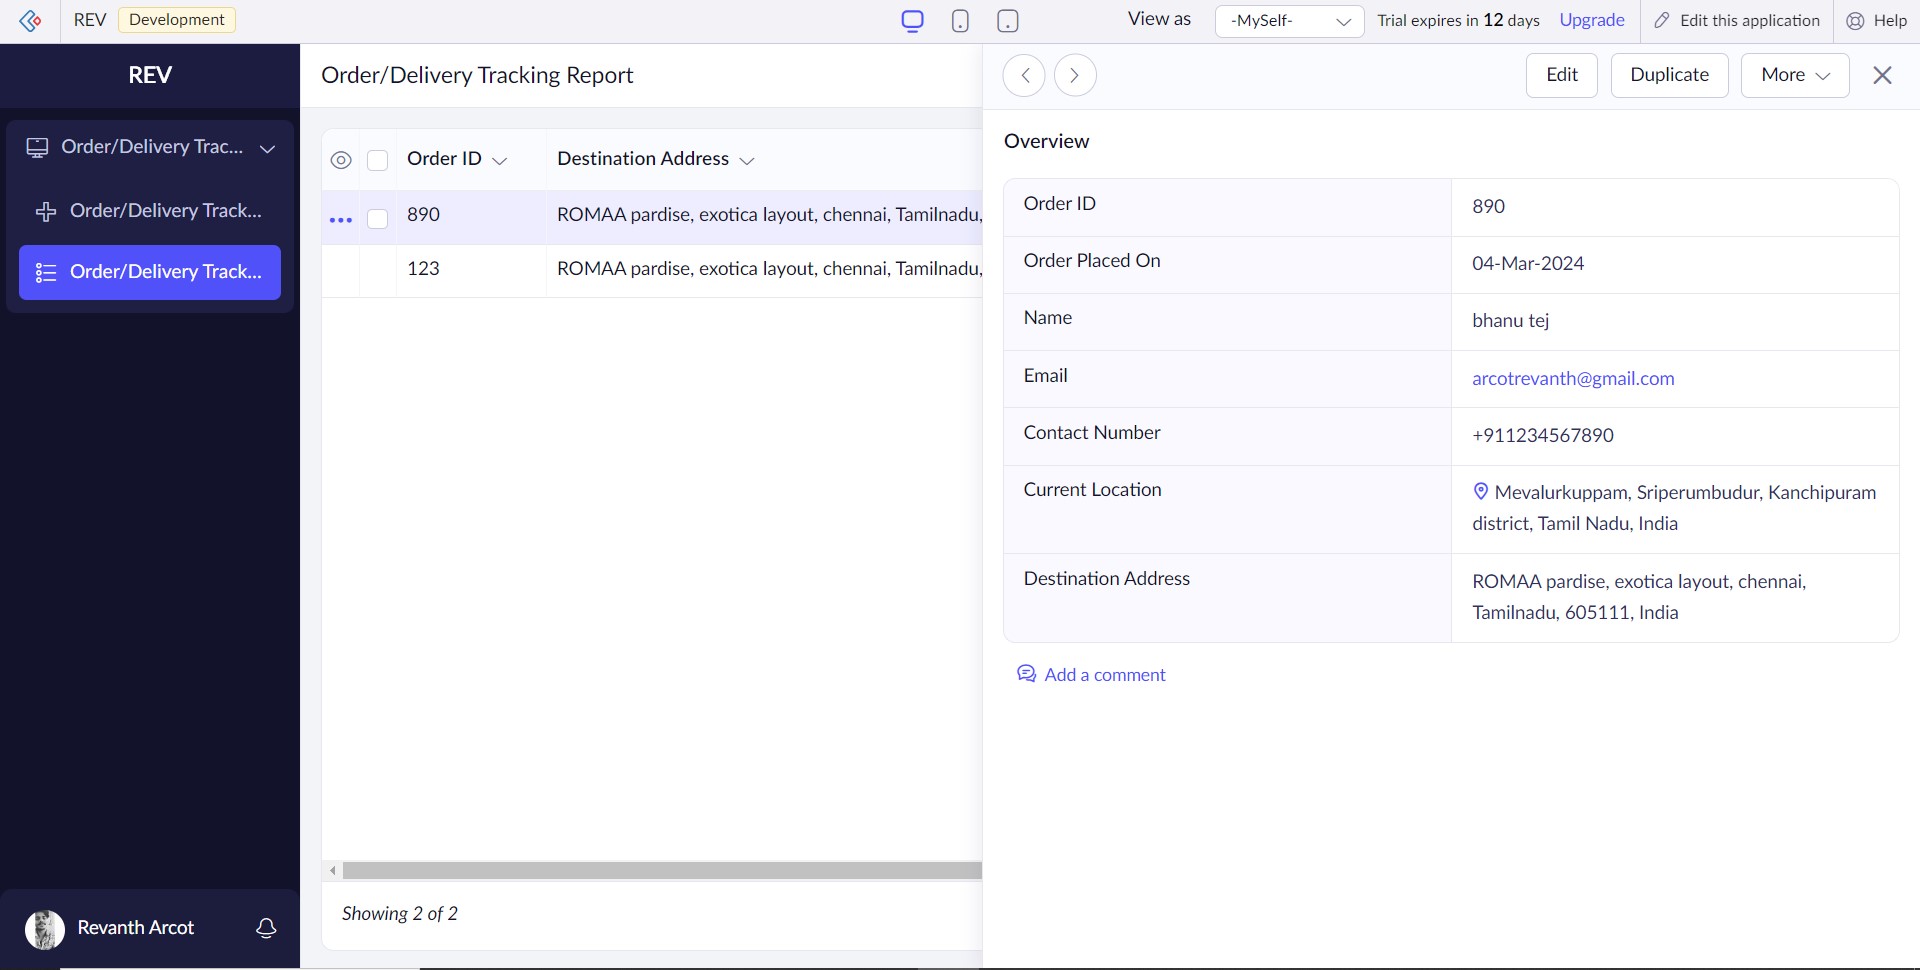 REV Development View as -MySelf- Trial expires in 12 days Upgrade Edit this application Help
REV
Order/Delivery Trac...
Order/Delivery Track...
Order/Delivery Track...
Revanth Arcot
Order/Delivery Tracking Report
Order ID Destination Address
890 ROMAA pardise, exotica layout, chennai, Tamilnadu,
123 ROMAA pardise, exotica layout, chennai, Tamilnadu,
Showing 2 of 2
Edit Duplicate More
Overview
Order ID 890
Order Placed On 04-Mar-2024
Name bhanu tej
Email arcotrevanth@gmail.com
Contact Number +911234567890
Current Location Mevalurkuppam, Sriperumbudur, Kanchipuram
district, Tamil Nadu, India
Destination Address ROMAA pardise, exotica layout, chennai,
Tamilnadu, 605111, India
Add a comment